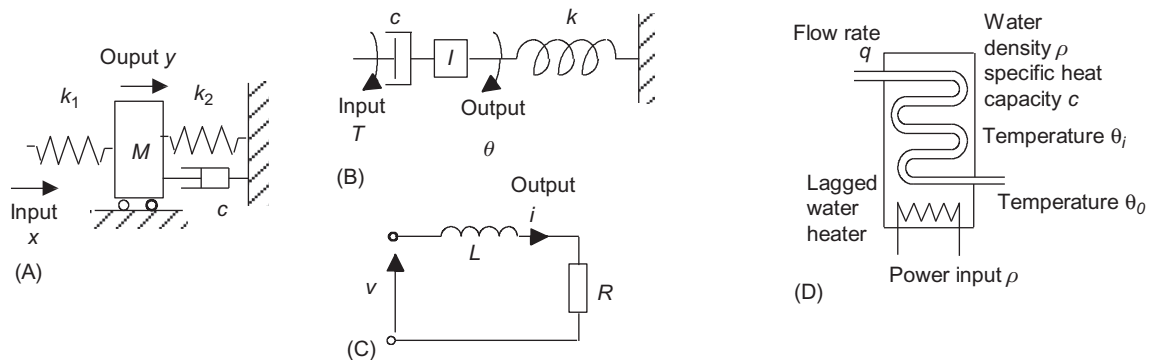 Ouput y
k1
k2
M
c
Input
x
(A)
c
k
I
Input
T
Output
θ
(B)
Output
i
L
v
R
(C)
Flow rate
q
Water
density ρ
specific heat
capacity c
Temperature θi
Lagged
water
heater
Temperature θ0
Power input ρ
(D)